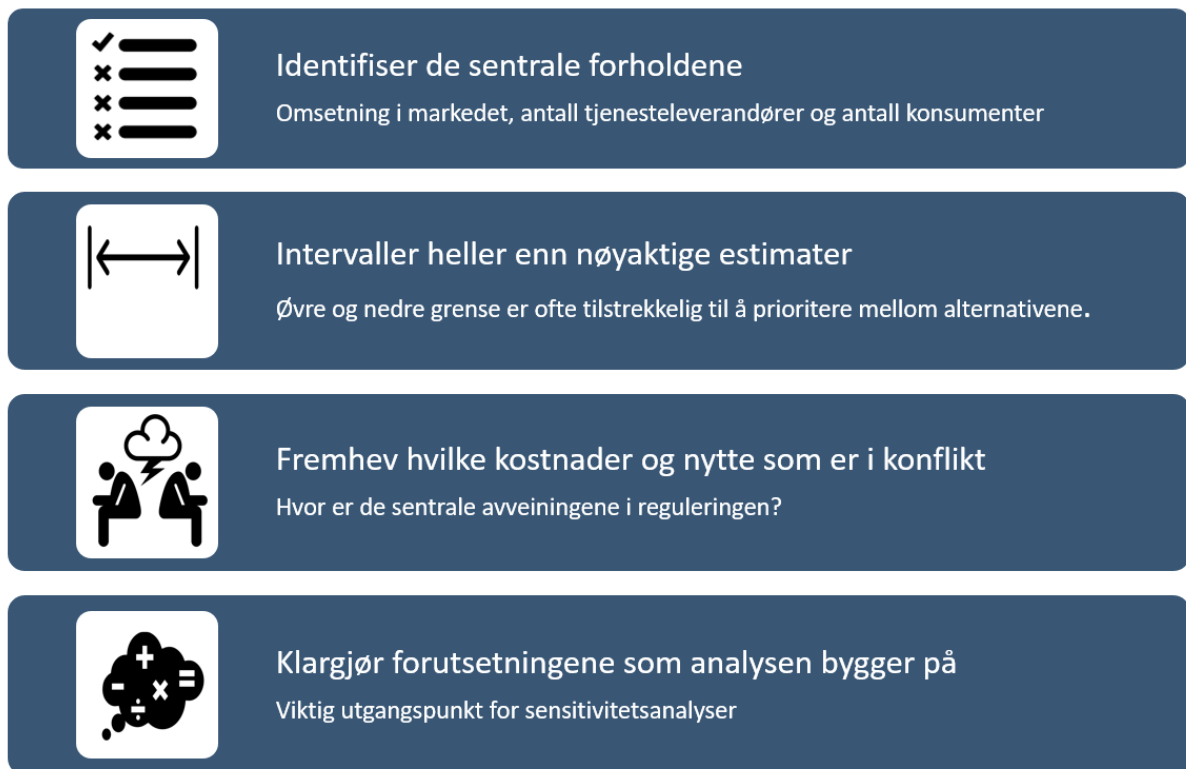 Identifiser de sentrale forholdene
Omsetning i markedet, antall tjenesteleverandører og antall konsumenter
Intervaller heller enn nøyaktige estimater
Øvre og nedre grense er ofte tilstrekkelig til å prioritere mellom alternativene.
Fremhev hvilke kostnader og nytte som er i konflikt
Hvor er de sentrale avveiningene i reguleringen?
Klargjør forutsetningene som analysen bygger på
Viktig utgangspunkt for sensitivitetsanalyser